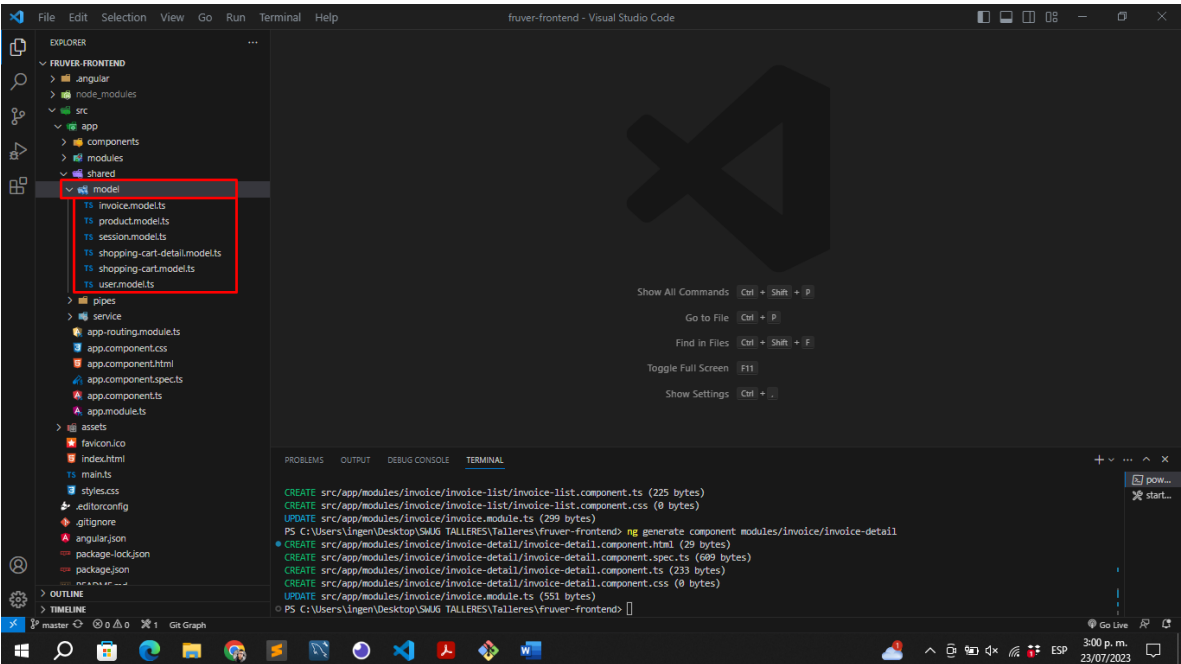 File Edit Selection View Go Run Terminal Help
fruver-frontend - Visual Studio Code
EXPLORER
FRUVER-FRONTEND
.angular
node_modules
src
app
components
modules
shared
model
TS invoice.model.ts
TS product.model.ts
TS session.model.ts
TS shopping-cart-detail.model.ts
TS shopping-cart.model.ts
TS user.model.ts
pipes
service
app-routing.module.ts
app.component.css
app.component.html
app.component.spec.ts
app.component.ts
app.module.ts
assets
favicon.ico
index.html
TS main.ts
styles.css
.editorconfig
.gitignore
angular.json
package-lock.json
package.json
README.md
OUTLINE
TIMELINE
Show All Commands Ctrl + Shift + P
Go to File Ctrl + P
Find in Files Ctrl + Shift + F
Toggle Full Screen F11
Show Settings Ctrl + ,
PROBLEMS OUTPUT DEBUG CONSOLE TERMINAL
CREATE src/app/modules/invoice/invoice-list/invoice-list.component.ts (225 bytes)
CREATE src/app/modules/invoice/invoice-list/invoice-list.component.css (0 bytes)
UPDATE src/app/modules/invoice/invoice.module.ts (299 bytes)
PS C:\Users\ingen\Desktop\SWUG TALLERES\Talleres\fruver-frontend> ng generate component modules/invoice/invoice-detail
CREATE src/app/modules/invoice/invoice-detail/invoice-detail.component.html (29 bytes)
CREATE src/app/modules/invoice/invoice-detail/invoice-detail.component.spec.ts (609 bytes)
CREATE src/app/modules/invoice/invoice-detail/invoice-detail.component.ts (233 bytes)
CREATE src/app/modules/invoice/invoice-detail/invoice-detail.component.css (0 bytes)
UPDATE src/app/modules/invoice/invoice.module.ts (551 bytes)
PS C:\Users\ingen\Desktop\SWUG TALLERES\Talleres\fruver-frontend>
pow...
start...
master 0 0 1 Git Graph
Go Live
ESP
3:00 p. m.
23/07/2023